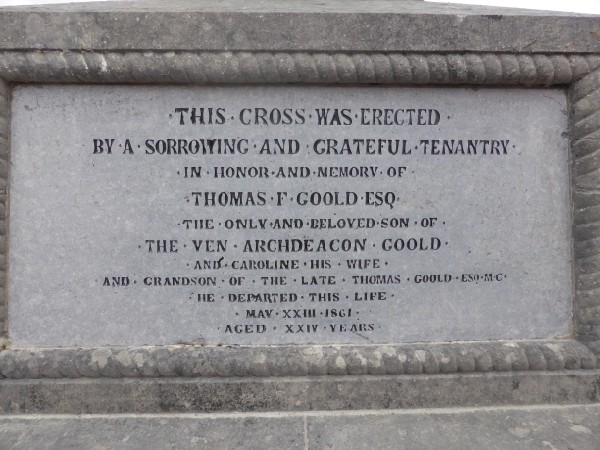 ·THIS·CROSS·WAS·ERECTED·
BY·A·SORROWING·AND·GRATEFUL·TENANTRY·
·IN·HONOR·AND·MEMORY·OF·
·THOMAS·F·GOOLD·ESQ·
·THE·ONLY·AND·BELOVED·SON·OF·
·THE·VEN·ARCHDEACON·GOOLD·
·AND·CAROLINE·HIS·WIFE·
·AND·GRANDSON·OF·THE·LATE·THOMAS·GOOLD·ESQ·M·C·
·HE·DEPARTED·THIS·LIFE·
·MAY·XXIII·1861·
AGED·XXIV·YEARS